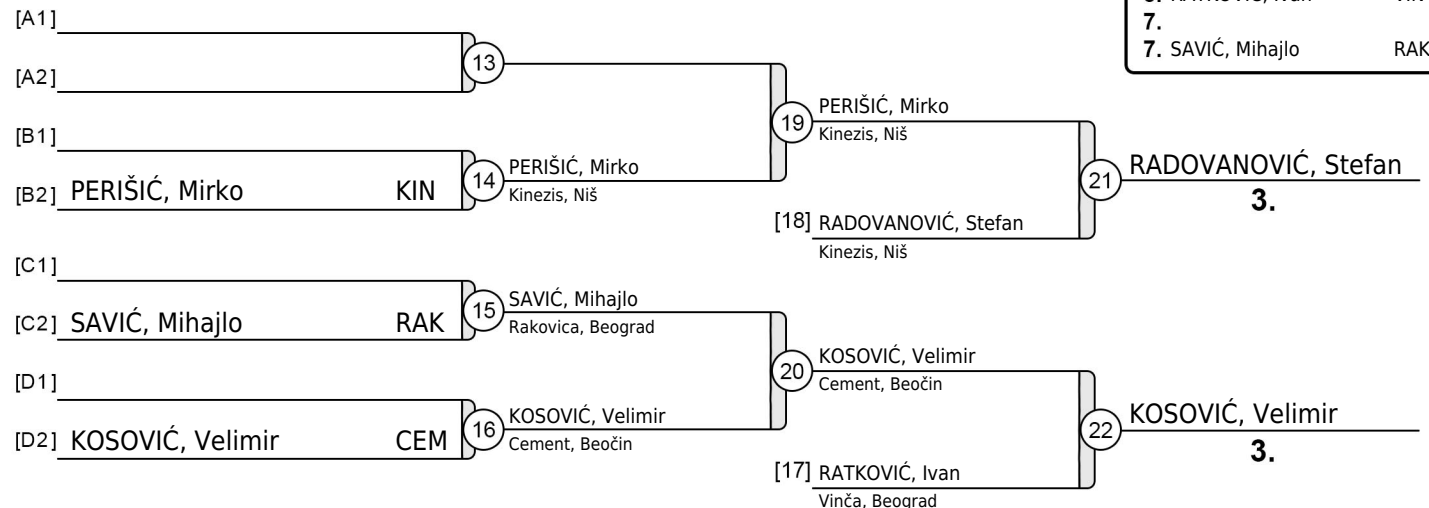 [A1]
13
[A2]
7.
7. SAVIĆ, Mihajlo RAK
PERIŠIĆ, Mirko
19
Kinezis, Niš
[B1]
PERIŠIĆ, Mirko
14
Kinezis, Niš
[B2] PERIŠIĆ, Mirko KIN
21
RADOVANOVIĆ, Stefan
3.
[18] RADOVANOVIĆ, Stefan
Kinezis, Niš
[C1]
SAVIĆ, Mihajlo
15
Rakovica, Beograd
[C2] SAVIĆ, Mihajlo RAK
KOSOVIĆ, Velimir
20
Cement, Beočin
[D1]
KOSOVIĆ, Velimir
16
Cement, Beočin
[D2] KOSOVIĆ, Velimir CEM
22
KOSOVIĆ, Velimir
3.
[17] RATKOVIĆ, Ivan
Vinča, Beograd